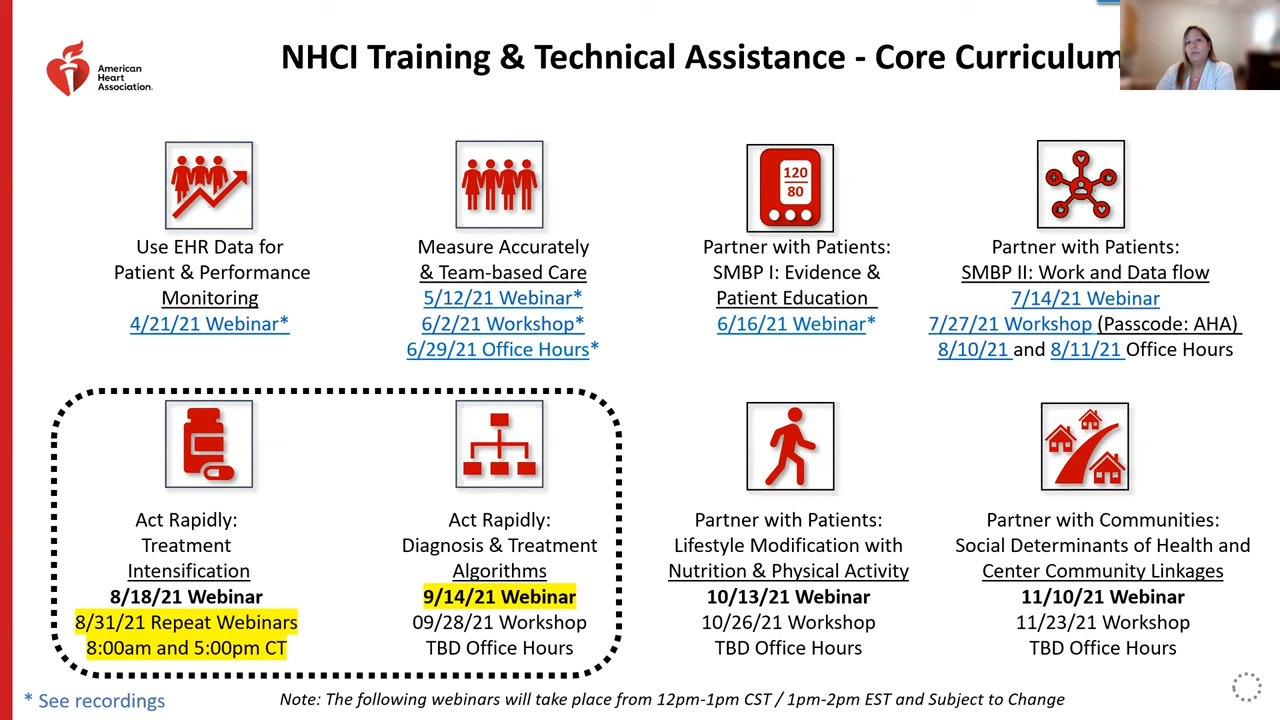 NHCI Training & Technical Assistance - Core Curriculum
American
Heart
Association.
120
80
Use EHR Data for
Patient & Performance
Monitoring
4/21/21 Webinar*
Measure Accurately
& Team-based Care
5/12/21 Webinar*
6/2/21 Workshop*
6/29/21 Office Hours*
Partner with Patients:
SMBP I: Evidence &
Patient Education
6/16/21 Webinar*
Partner with Patients:
SMBP II: Work and Data flow
7/14/21 Webinar
7/27/21 Workshop (Passcode: AHA)
8/10/21 and 8/11/21 Office Hours
Act Rapidly:
Treatment
Intensification
8/18/21 Webinar
8/31/21 Repeat Webinars
8:00am and 5:00pm CT
Act Rapidly:
Diagnosis & Treatment
Algorithms
9/14/21 Webinar
09/28/21 Workshop
TBD Office Hours
Partner with Patients:
Lifestyle Modification with
Nutrition & Physical Activity
10/13/21 Webinar
10/26/21 Workshop
TBD Office Hours
Partner with Communities:
Social Determinants of Health and
Center Community Linkages
11/10/21 Webinar
11/23/21 Workshop
TBD Office Hours
* See recordings
Note: The following webinars will take place from 12pm-1pm CST / 1pm-2pm EST and Subject to Change